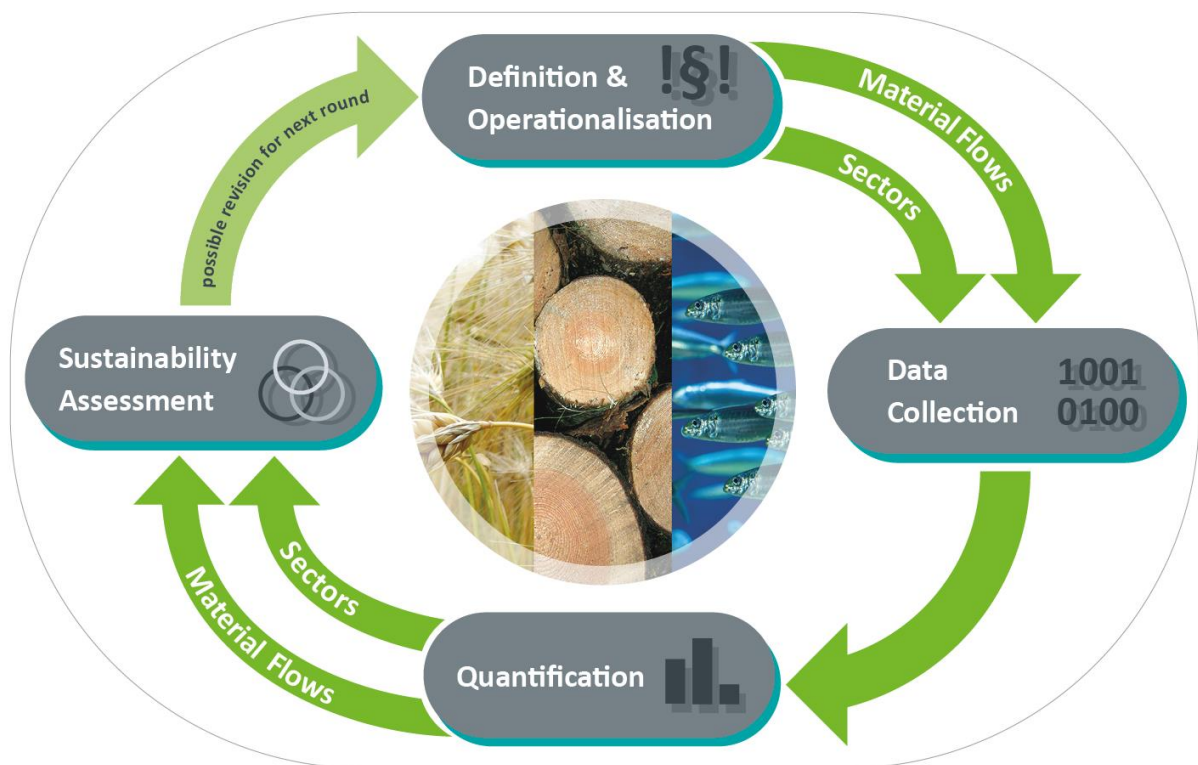 Definition &
Operationalisation
!§!
Material Flows
Sectors
Data
Collection
1001
0100
Quantification
Sectors
Material Flows
Sustainability
Assessment
possible revision for next round